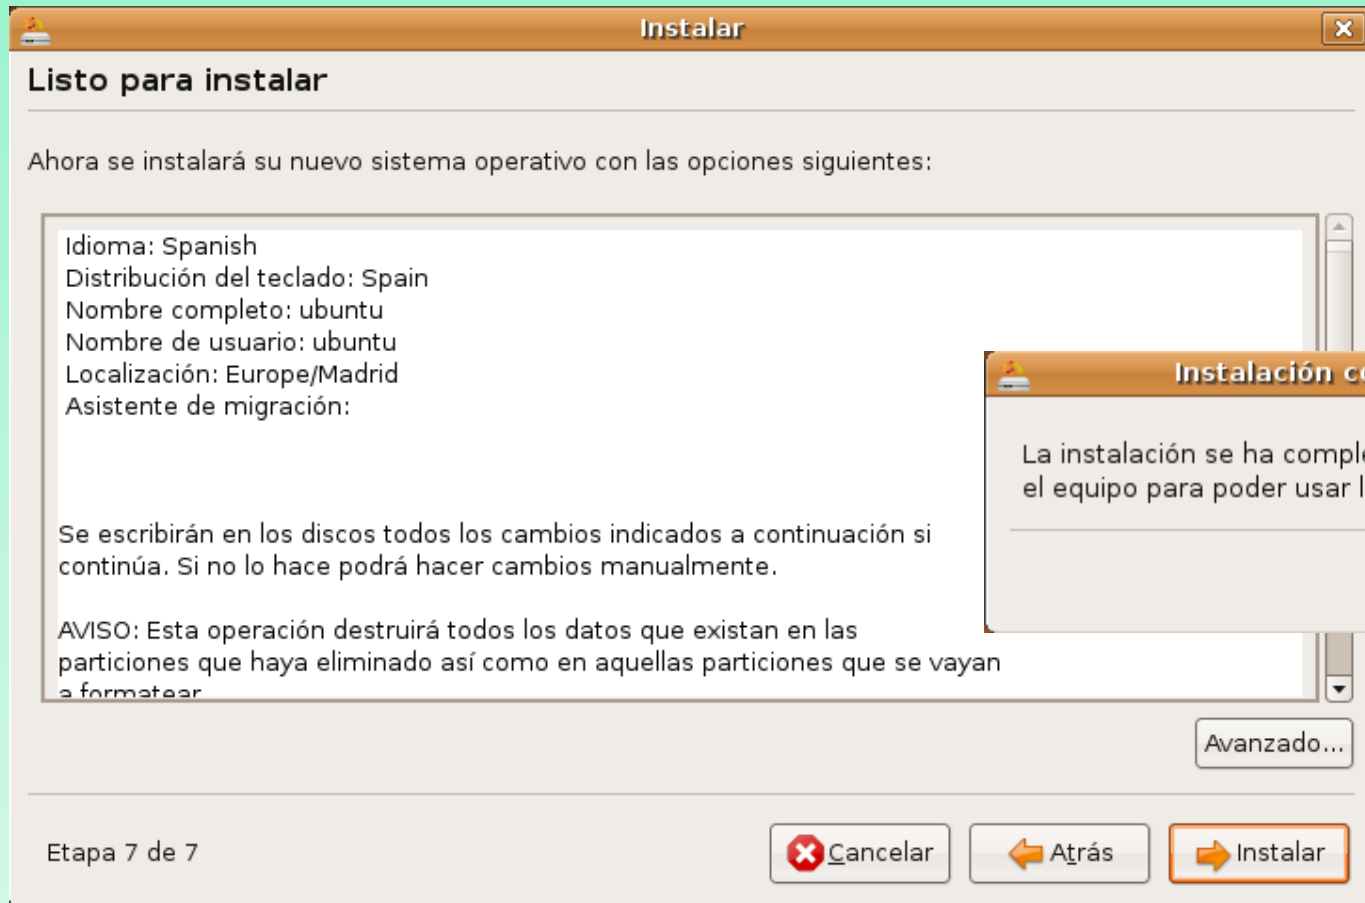 Instalar
Listo para instalar
Ahora se instalará su nuevo sistema operativo con las opciones siguientes:
Idioma: Spanish
Distribución del teclado: Spain
Nombre completo: ubuntu
Nombre de usuario: ubuntu
Localización: Europe/Madrid
Asistente de migración:
Se escribirán en los discos todos los cambios indicados a continuación si
continúa. Si no lo hace podrá hacer cambios manualmente.
AVISO: Esta operación destruirá todos los datos que existan en las
particiones que haya eliminado así como en aquellas particiones que se vayan
a formatear
Instalación
La instalación se ha
el equipo para poder usar
Avanzado...
Etapa 7 de 7
Cancelar
Atrás
Instalar